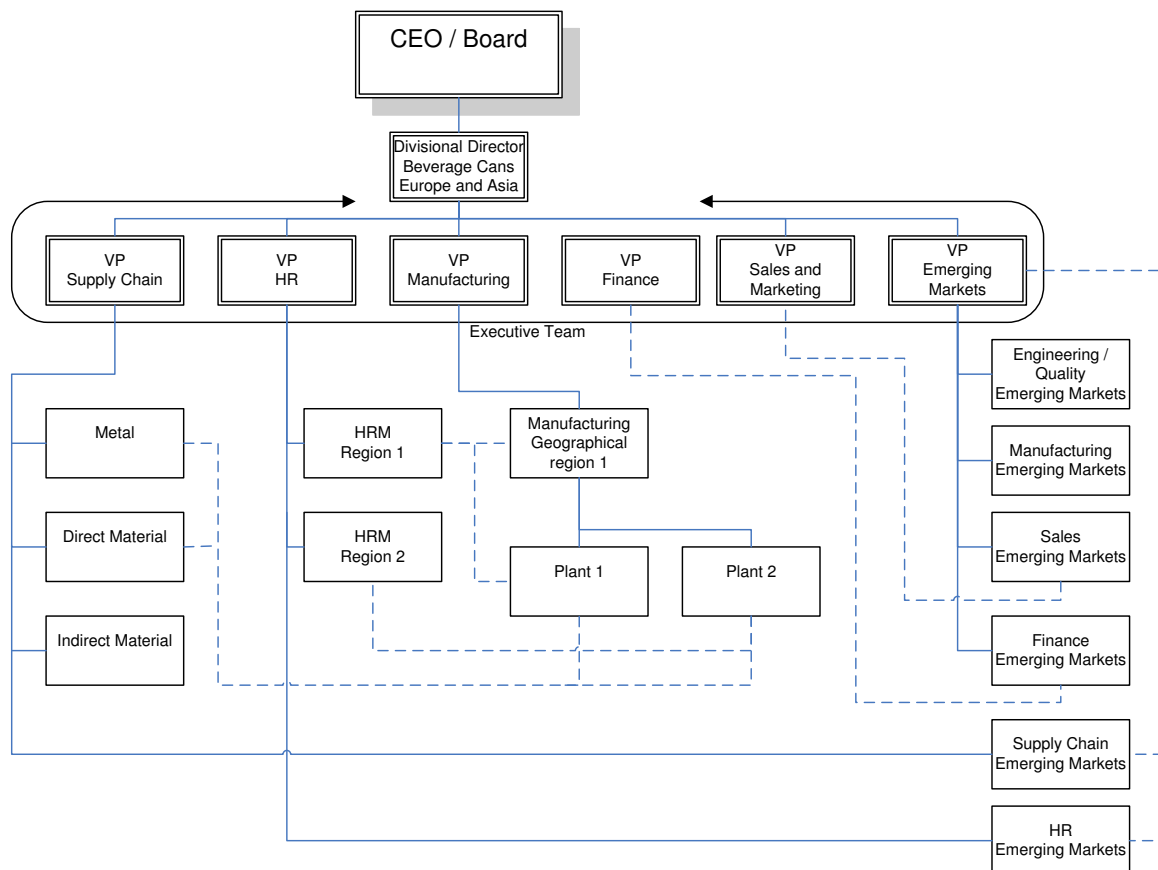 CEO / Board
Divisional Director
Beverage Cans
Europe and Asia
VP
Supply Chain
VP
HR
VP
Manufacturing
VP
Finance
VP
Sales and
Marketing
VP
Emerging
Markets
Executive Team
Engineering /
Quality
Emerging Markets
Metal
HRM
Region 1
Manufacturing
Geographical
region 1
Manufacturing
Emerging Markets
Direct Material
HRM
Region 2
Plant 1
Plant 2
Sales
Emerging Markets
Indirect Material
Finance
Emerging Markets
Supply Chain
Emerging Markets
HR
Emerging Markets